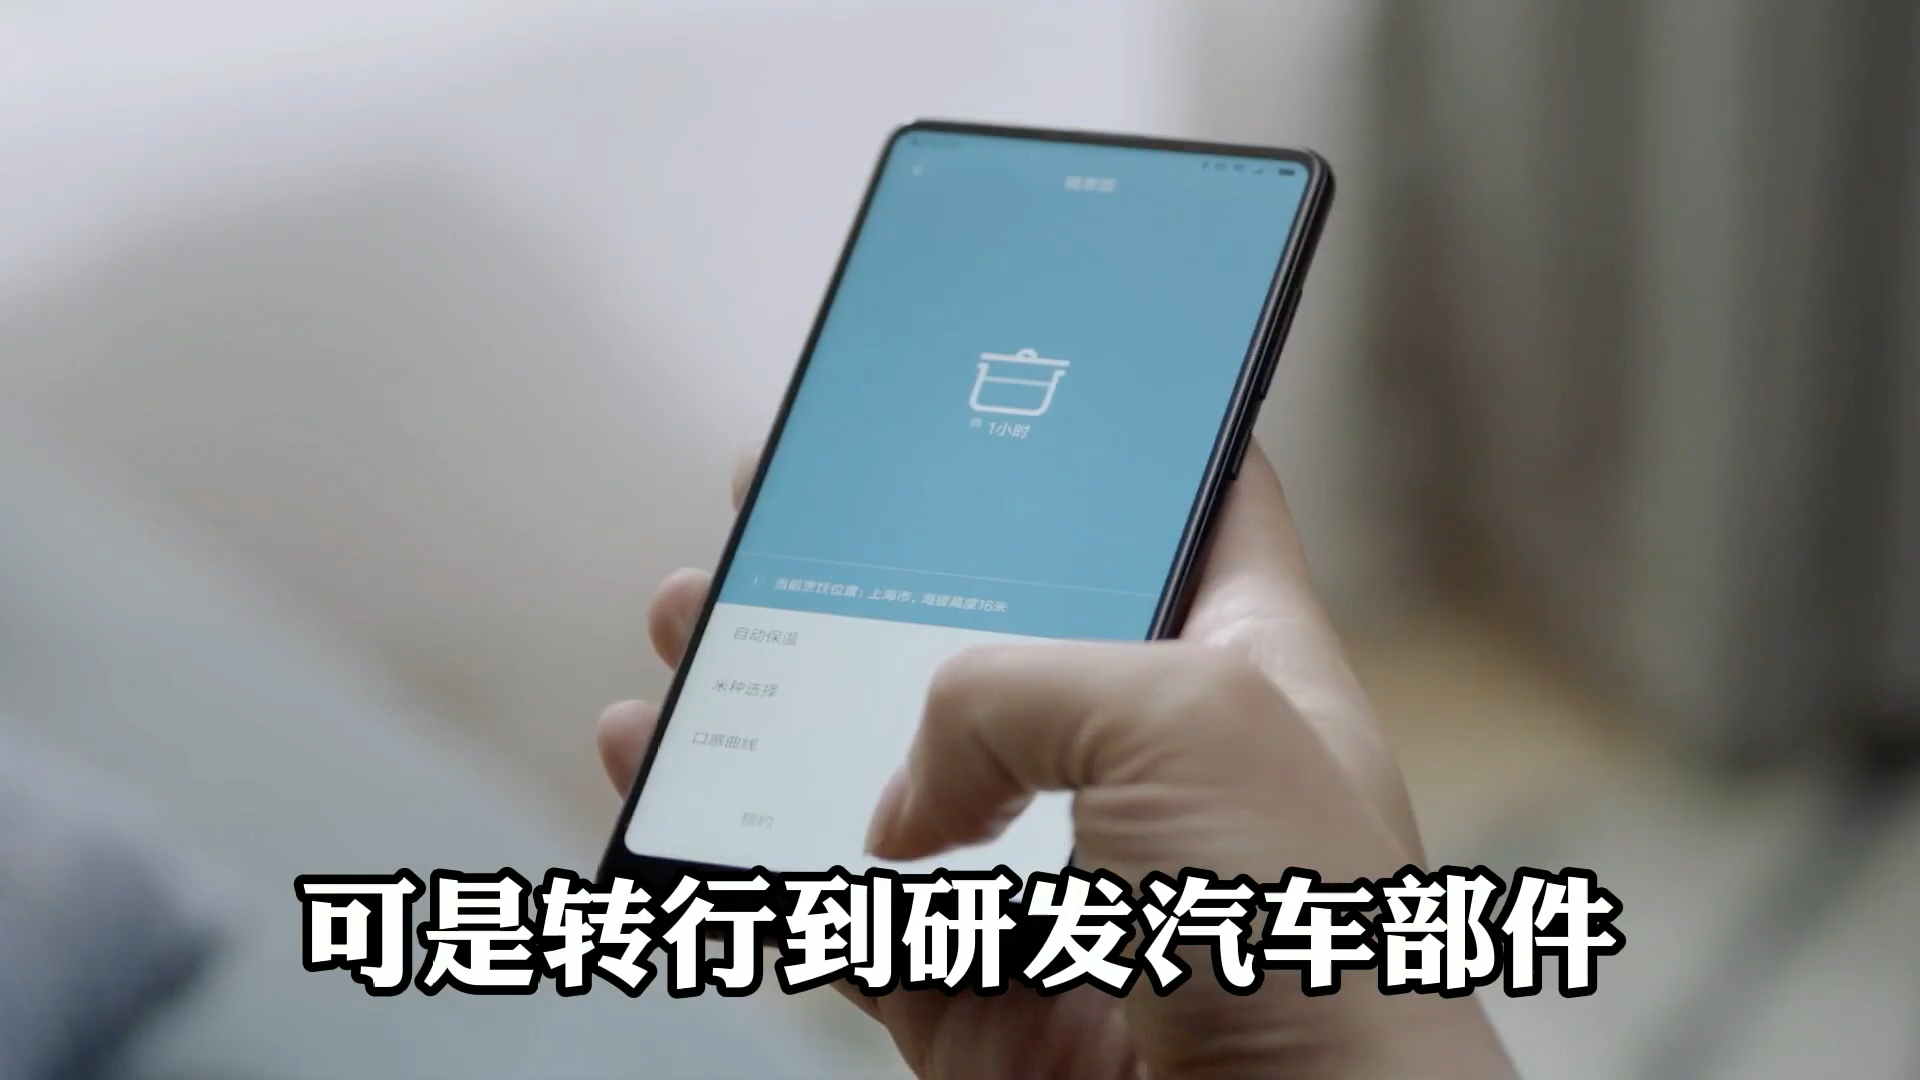 1小时
当前烹饪位置：上海市，海拔高度16米
自动保温
米种选择
口感曲线
预约
可是转行到研发汽车部件